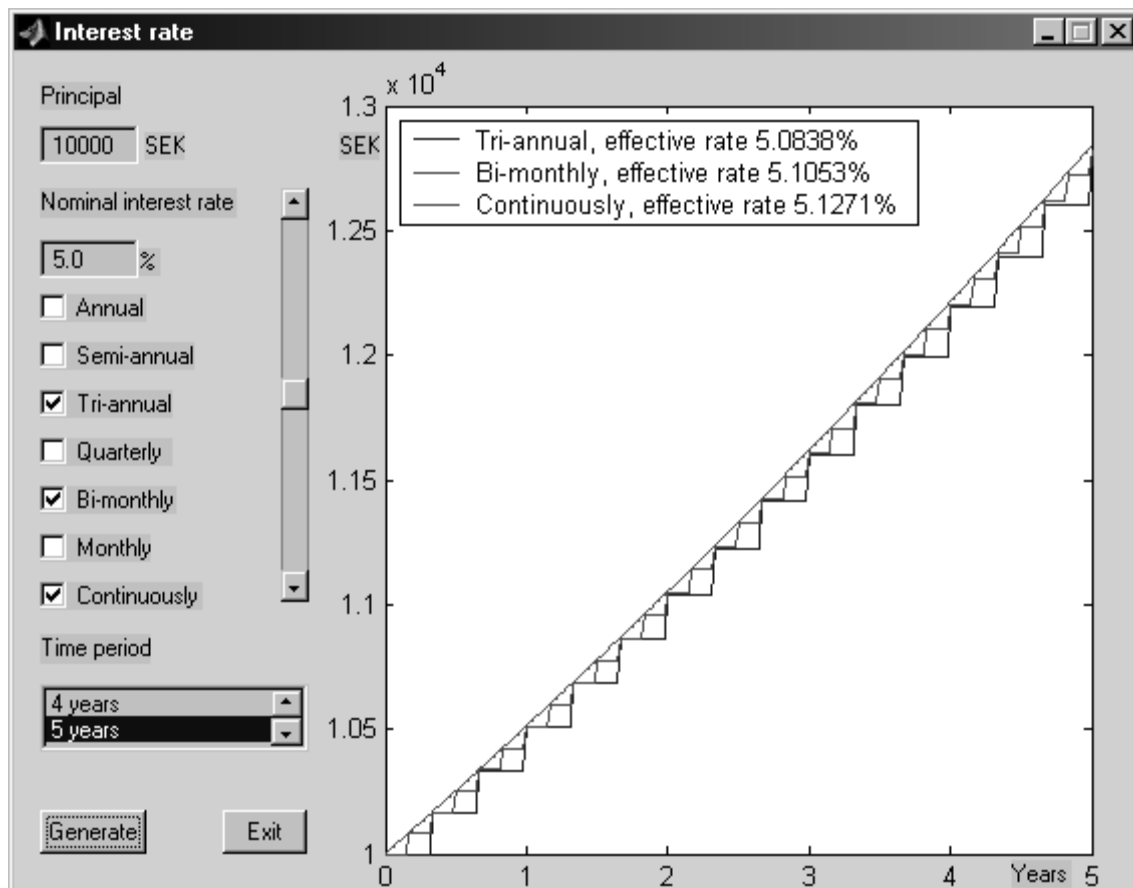 Interest rate
Principal
10000 SEK
Nominal interest rate
5.0 %
Annual
Semi-annual
Tri-annual
Quarterly
Bi-monthly
Monthly
Continuously
Time period
4 years
5 years
Generate Exit
x 10^4
SEK
1.3
1.25
1.2
1.15
1.1
1.05
1
Tri-annual, effective rate 5.0838%
Bi-monthly, effective rate 5.1053%
Continuously, effective rate 5.1271%
0 1 2 3 4 Years 5